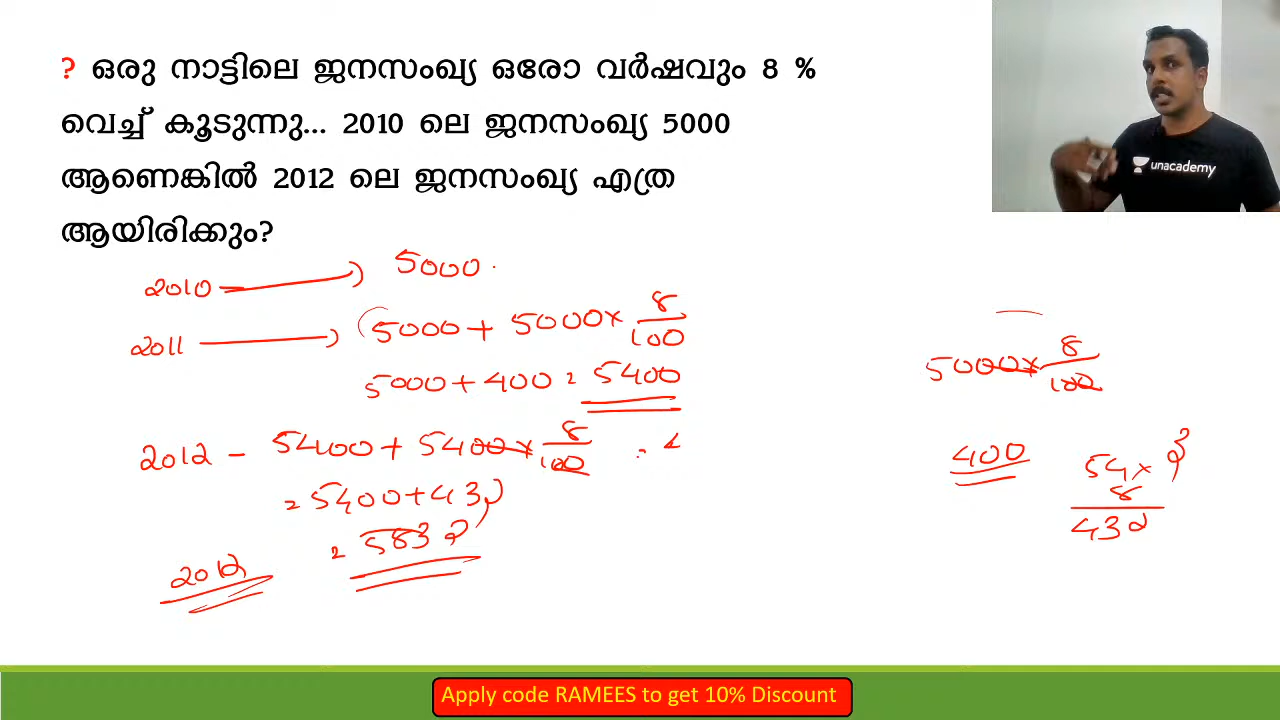 ? ഒരു നാട്ടിലെ ജനസംഖ്യ ഒരോ വർഷവും 8 %
വെച്ച് കൂടുന്നു... 2010 ലെ ജനസംഖ്യ 5000
ആണെങ്കിൽ 2012 ലെ ജനസംഖ്യ എത്ര
ആയിരിക്കും?
unacademy
2010 → 5000
2011 → (5000 + 5000 × 8/100
5000 + 400 = 5400
2012 - 5400 + 5400 × 8/100 = 4
= 5400 + 432
= 5832
2012
5000 × 8/100
400
3
54 ×
8
432
Apply code RAMEES to get 10% Discount